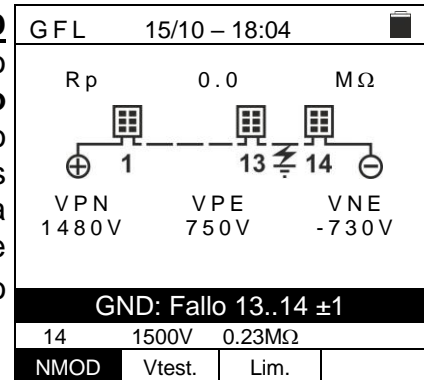 GFL 15/10 – 18:04
Rp 0.0 MΩ
1 13 14
VPN VPE VNE
1480V 750V -730V
GND: Fallo 13..14 ±1
14 1500V 0.23MΩ
NMOD Vtest. Lim.